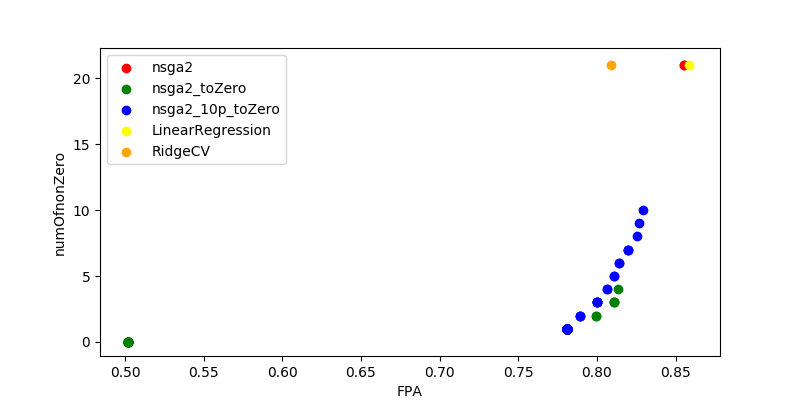 nsga2
nsga2_toZero
nsga2_10p_toZero
LinearRegression
RidgeCV
numOfnonZero
20
15
10
5
0
0.50 0.55 0.60 0.65 0.70 0.75 0.80 0.85
FPA